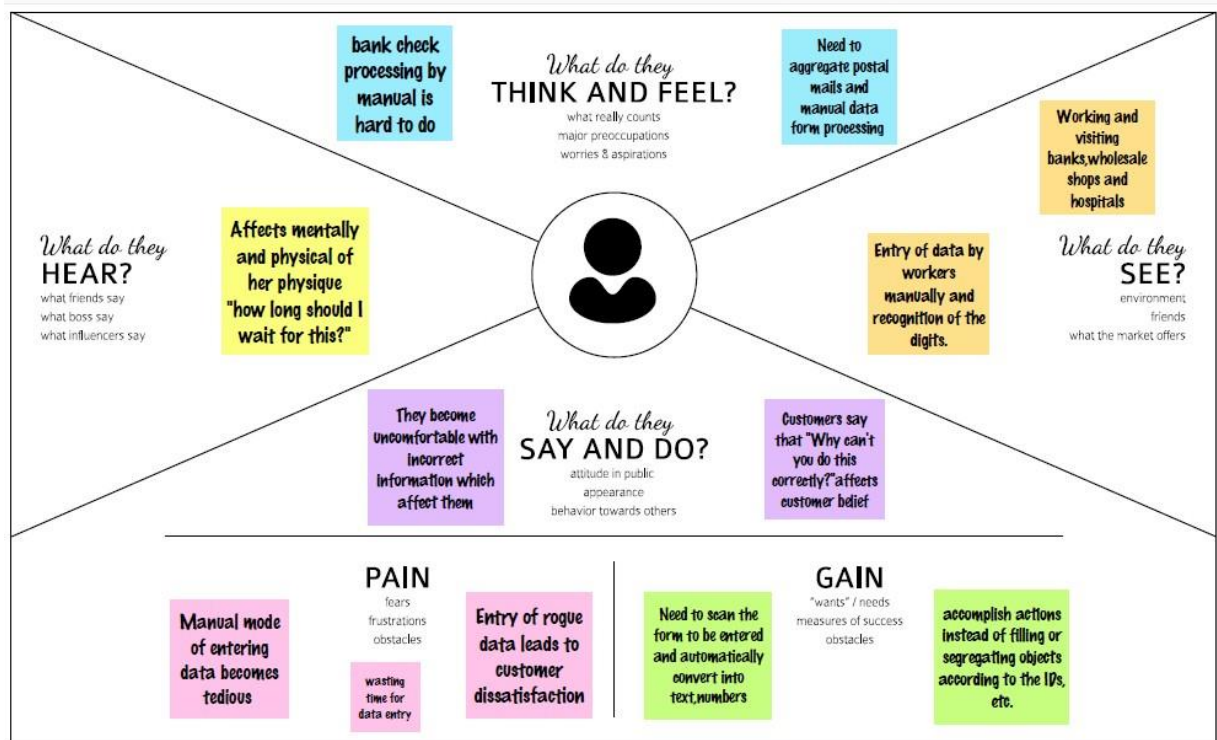 bank check
processing by
manual is
hard to do
What do they
THINK AND FEEL?
what really counts
major preoccupations
worries & aspirations
Need to
aggregate postal
mails and
manual data
form processing
Working and
visiting
banks,wholesale
shops and
hospitals
What do they
HEAR?
what friends say
what boss say
what influencers say
Affects mentally
and physical of
her physique
"how long should I
wait for this?"
Entry of data by
workers
manually and
recognition of the
digits.
What do they
SEE?
environment
friends
what the market offers
They become
uncomfortable with
incorrect
information which
affect them
What do they
SAY AND DO?
attitude in public
appearance
behavior towards others
Customers say
that "Why can't
you do this
correctly?"affects
customer belief
PAIN
fears
frustrations
obstacles
Manual mode
of entering
data becomes
tedious
wasting
time for
data entry
Entry of rogue
data leads to
customer
dissatisfaction
GAIN
"wants" / needs
measures of success
obstacles
Need to scan the
form to be entered
and automatically
convert into
text,numbers
accomplish actions
instead of filling or
segregating objects
according to the IDs,
etc.